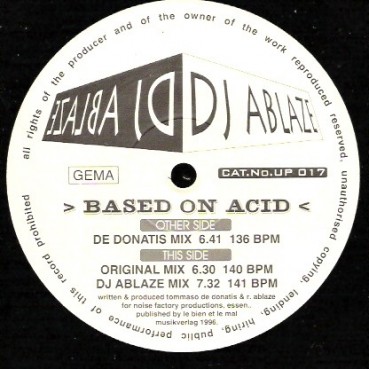 all rights of the producer and of the owner of the work reproduced reserved. unauthorised copying, lending, hiring, public performance of this record prohibited
DJ ABLAZE DJ ABLAZE
GEMA
CAT.No.UP 017
> BASED ON ACID <
OTHER SIDE
DE DONATIS MIX 6.41 136 BPM
THIS SIDE
ORIGINAL MIX 6.30 140 BPM
DJ ABLAZE MIX 7.32 141 BPM
written & produced tommaso de donatis & r. ablaze
for noise factory productions, essen..
published by le bien et le mal
musikverlag 1996.